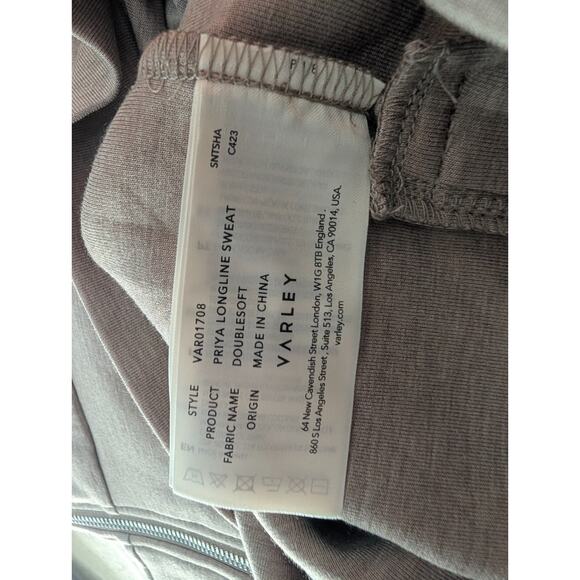 P18
STYLE VAR01708 SNTSHA
PRODUCT PRIYA LONGLINE SWEAT C423
FABRIC NAME DOUBLESOFT
ORIGIN MADE IN CHINA
VARLEY
64 New Cavendish Street London, W1G 8TB England.
860 S Los Angeles Street, Suite 513, Los Angeles, CA 90014, USA.
varley.com